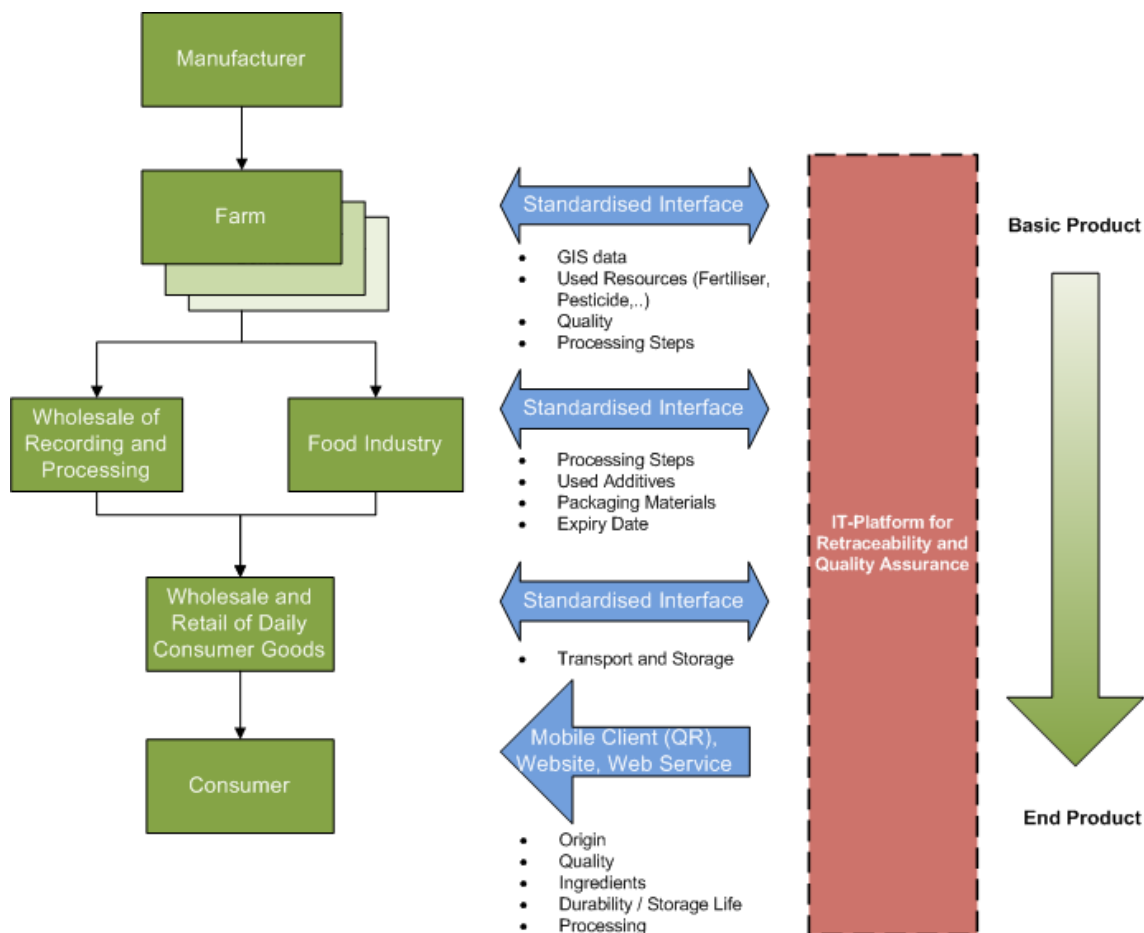 Manufacturer
Farm
Standardised Interface
• GIS data
• Used Resources (Fertiliser,
Pesticide,..)
• Quality
• Processing Steps
Wholesale of
Recording and
Processing
Food Industry
Standardised Interface
• Processing Steps
• Used Additives
• Packaging Materials
• Expiry Date
Wholesale and
Retail of Daily
Consumer Goods
Standardised Interface
• Transport and Storage
Consumer
Mobile Client (QR),
Website, Web Service
• Origin
• Quality
• Ingredients
• Durability / Storage Life
• Processing
IT-Platform for
Retraceability and
Quality Assurance
Basic Product
End Product